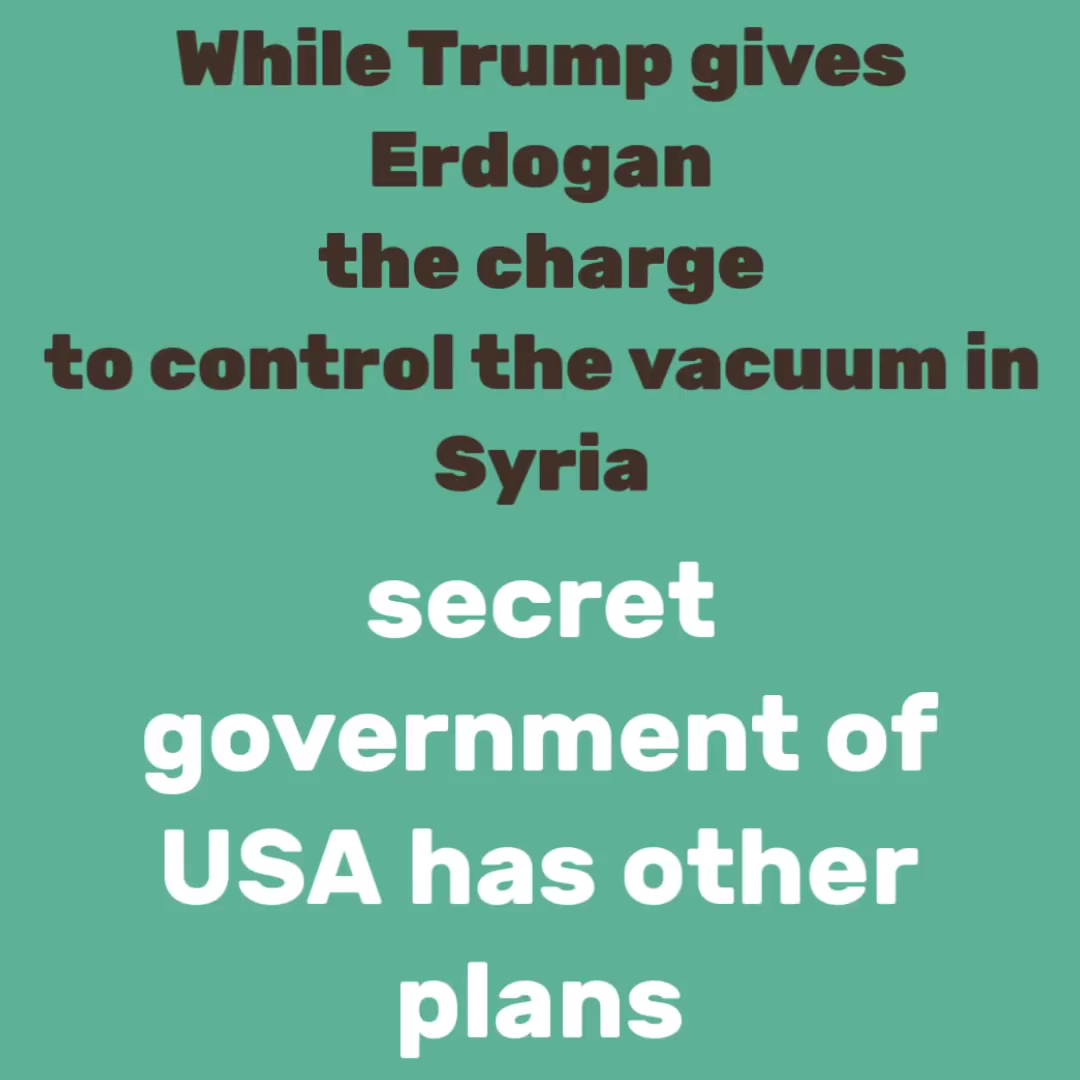 While Trump gives
Erdogan
the charge
to control the vacuum in
Syria
secret
government of
USA has other
plans